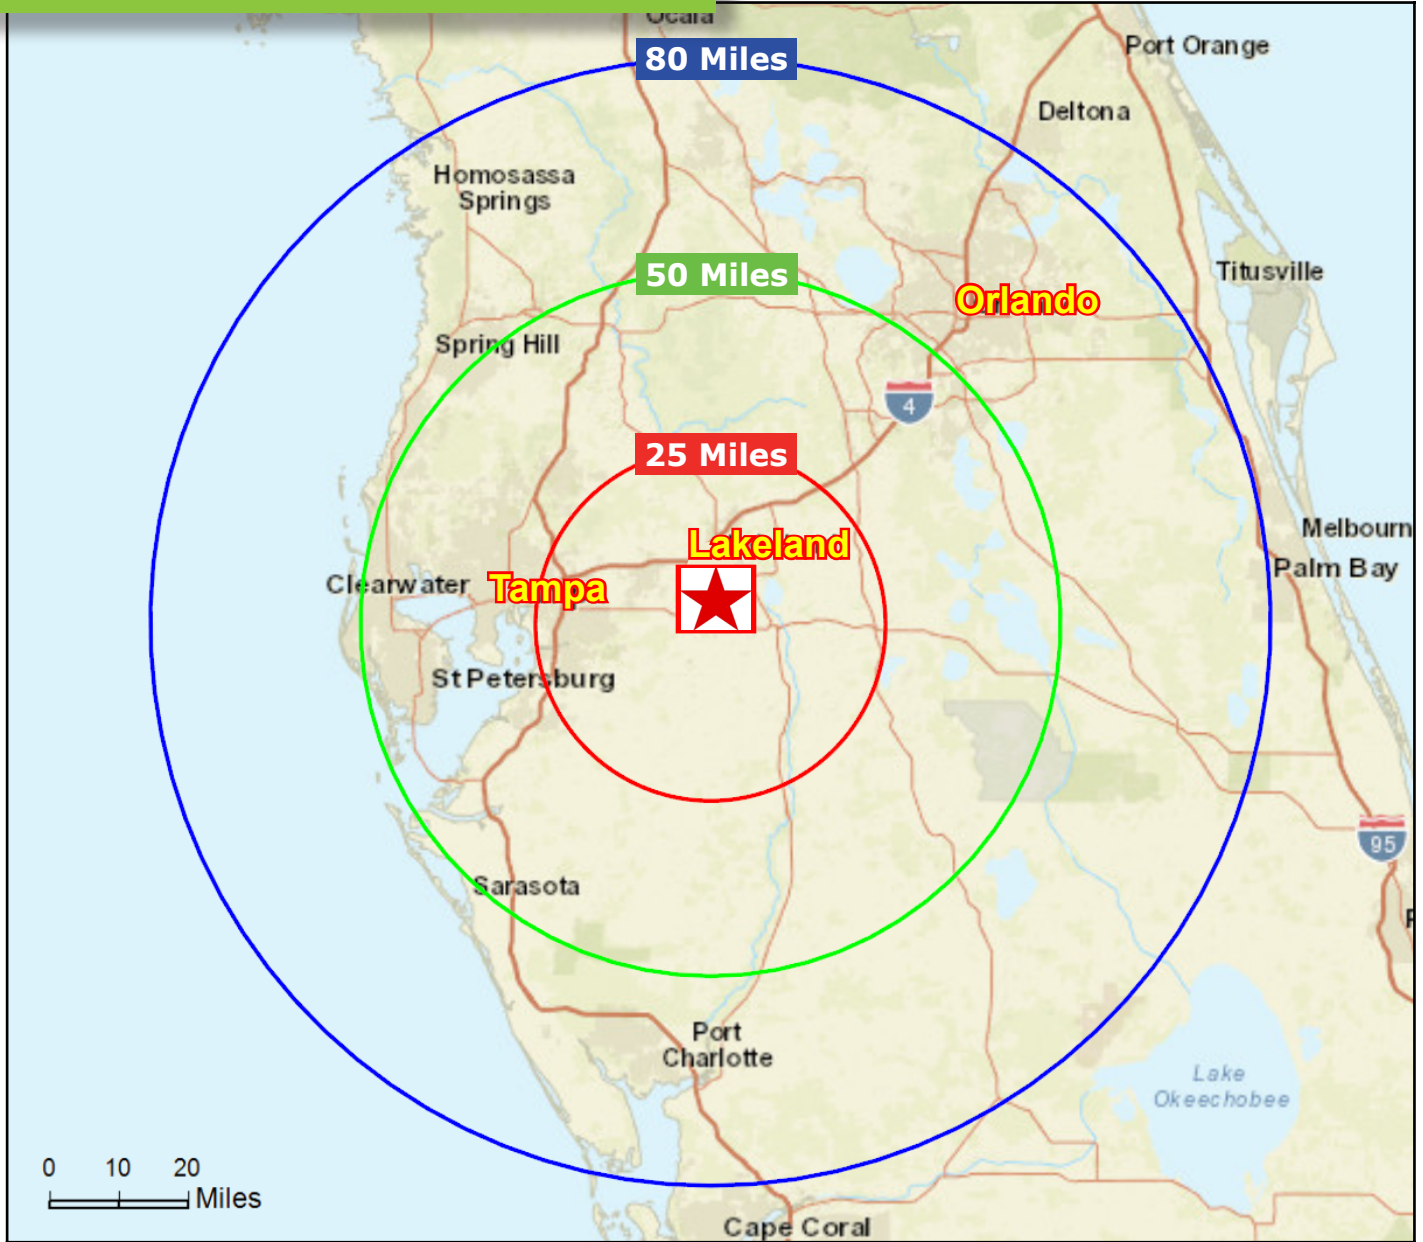 Ocala
80 Miles
Port Orange
Deltona
Homosassa
Springs
50 Miles
Titusville
Orlando
Spring Hill
4
25 Miles
Melbourn
Lakeland
Palm Bay
Clearwater
Tampa
St Petersburg
95
Sarasota
Port
Charlotte
Lake
Okeechobee
0 10 20
Miles
Cape Coral